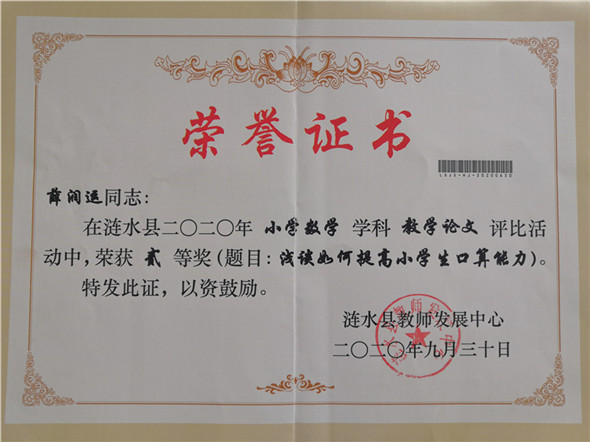 荣誉证书
LSJS-KJ-20200630
薛润运同志：
在涟水县二〇二〇年 小学数学 学科 教学论文 评比活
动中，荣获 贰 等奖（题目：浅谈如何提高小学生口算能力）。
特发此证，以资鼓励。
涟水县教师发展中心
二〇二〇年九月三十日